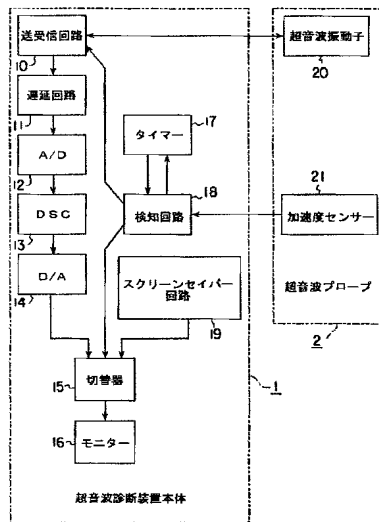 送受信回路
10
遅延回路
11
A/D
12
DSC
13
D/A
14
タイマー
17
18
検知回路
スクリーンセイバー
回路
19
切替器
15
モニター
16
1
超音波診断装置本体
超音波振動子
20
21
加速度センサー
超音波プローブ
2